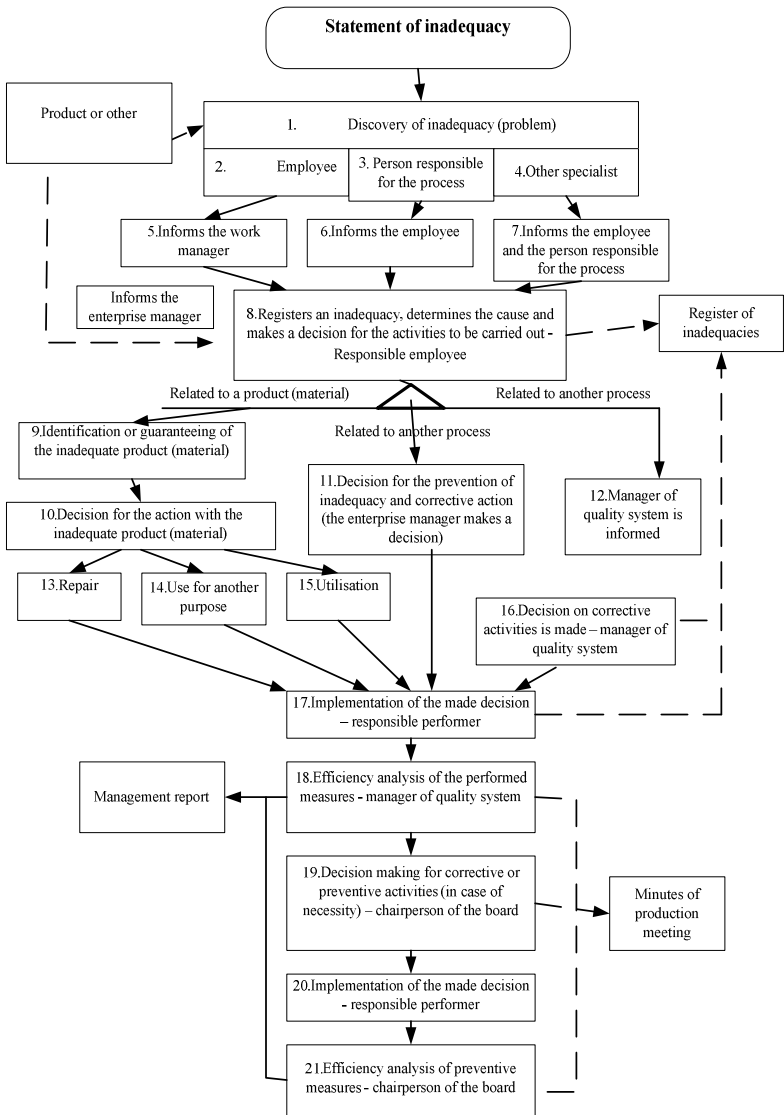 Statement of inadequacy
Product or other
1. Discovery of inadequacy (problem)
2. Employee
3. Person responsible
for the process
4.Other specialist
5.Informs the work
manager
6.Informs the employee
7.Informs the employee
and the person responsible
for the process
Informs the
enterprise manager
8.Registers an inadequacy, determines the cause and
makes a decision for the activities to be carried out -
Responsible employee
Register of
inadequacies
Related to a product (material)
Related to another process
Related to another process
9.Identification or guaranteeing of
the inadequate product (material)
10.Decision for the action with the
inadequate product (material)
11.Decision for the prevention of
inadequacy and corrective action
(the enterprise manager makes a
decision)
12.Manager of
quality system is
informed
13.Repair
14.Use for another
purpose
15.Utilisation
16.Decision on corrective
activities is made – manager of
quality system
17.Implementation of the made decision
– responsible performer
Management report
18.Efficiency analysis of the performed
measures - manager of quality system
19.Decision making for corrective or
preventive activities (in case of
necessity) – chairperson of the board
Minutes of
production
meeting
20.Implementation of the made decision
- responsible performer
21.Efficiency analysis of preventive
measures - chairperson of the board